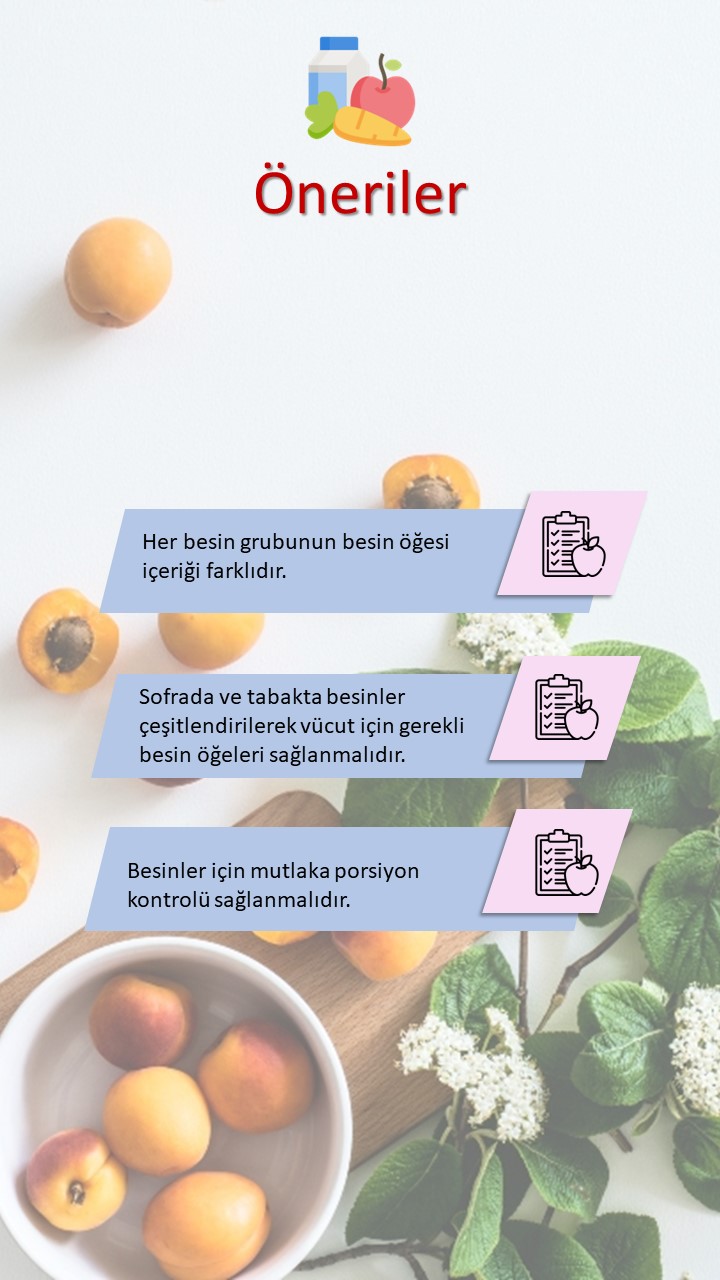 Öneriler
Her besin grubunun besin öğesi
içeriği farklıdır.
Sofrada ve tabakta besinler
çeşitlendirilerek vücut için gerekli
besin öğeleri sağlanmalıdır.
Besinler için mutlaka porsiyon
kontrolü sağlanmalıdır.